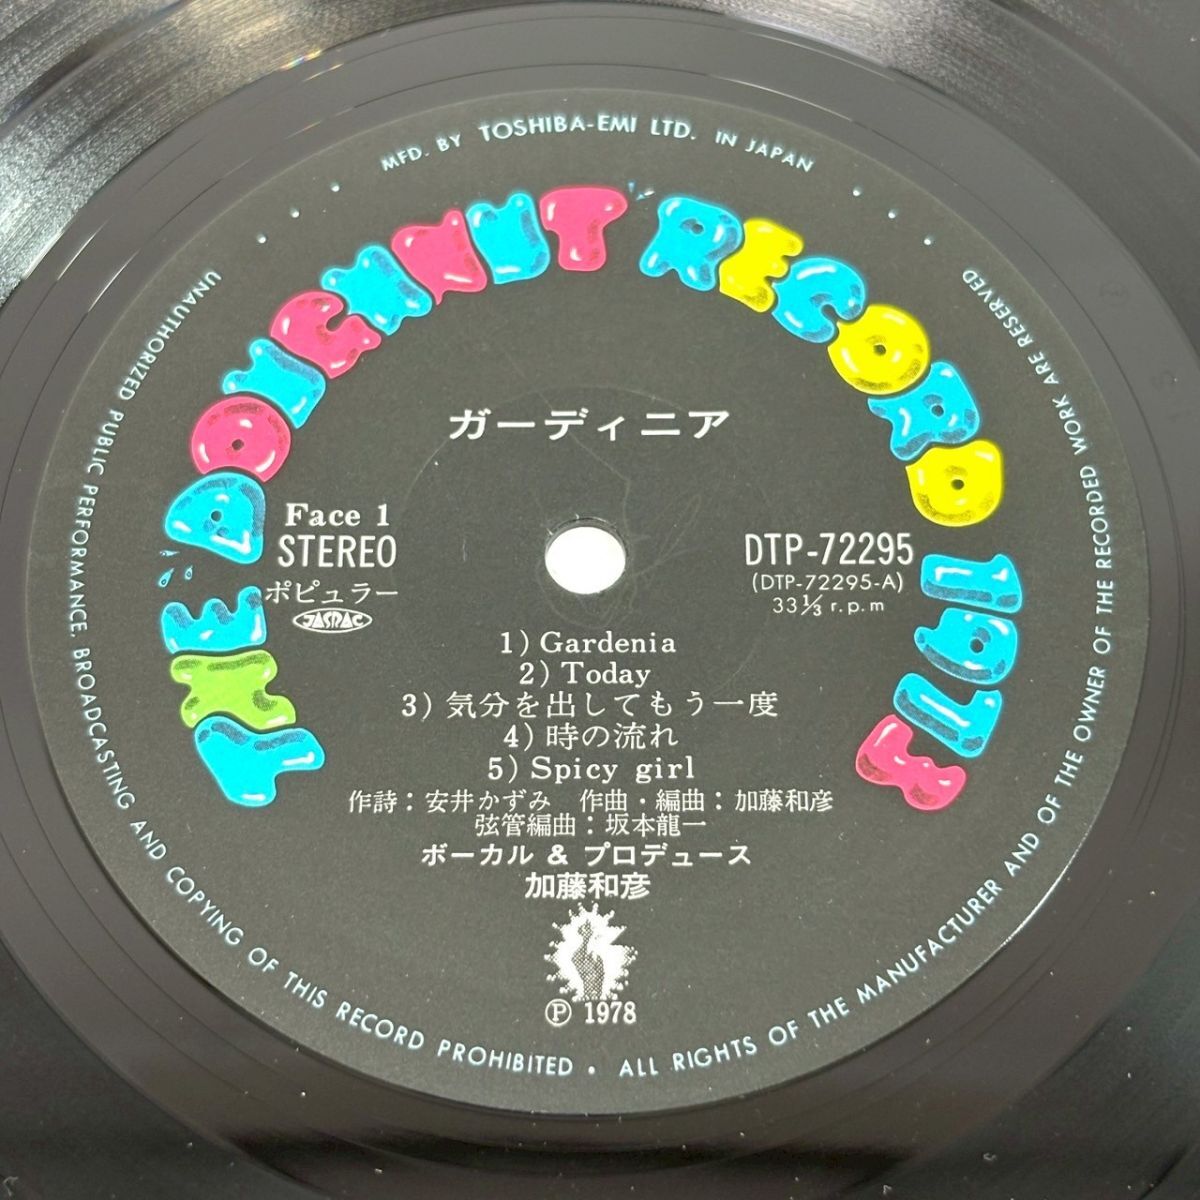 MFD. BY TOSHIBA-EMI LTD. IN JAPAN
THE DOUGHNUT RECORD 1978
ガーディニア
Face 1
STEREO
ポピュラー
JASRAC
DTP-72295
(DTP-72295-A)
33 1/3 r.p.m
1) Gardenia
2) Today
3) 気分を出してもう一度
4) 時の流れ
5) Spicy girl
作詩：安井かずみ 作曲・編曲：加藤和彦
弦管編曲：坂本龍一
ボーカル & プロデュース
加藤和彦
Ⓟ 1978
UNAUTHORIZED PUBLIC PERFORMANCE, BROADCASTING AND COPYING OF THIS RECORD PROHIBITED • ALL RIGHTS OF THE MANUFACTURER AND OF THE OWNER OF THE RECORDED WORK ARE RESERVED